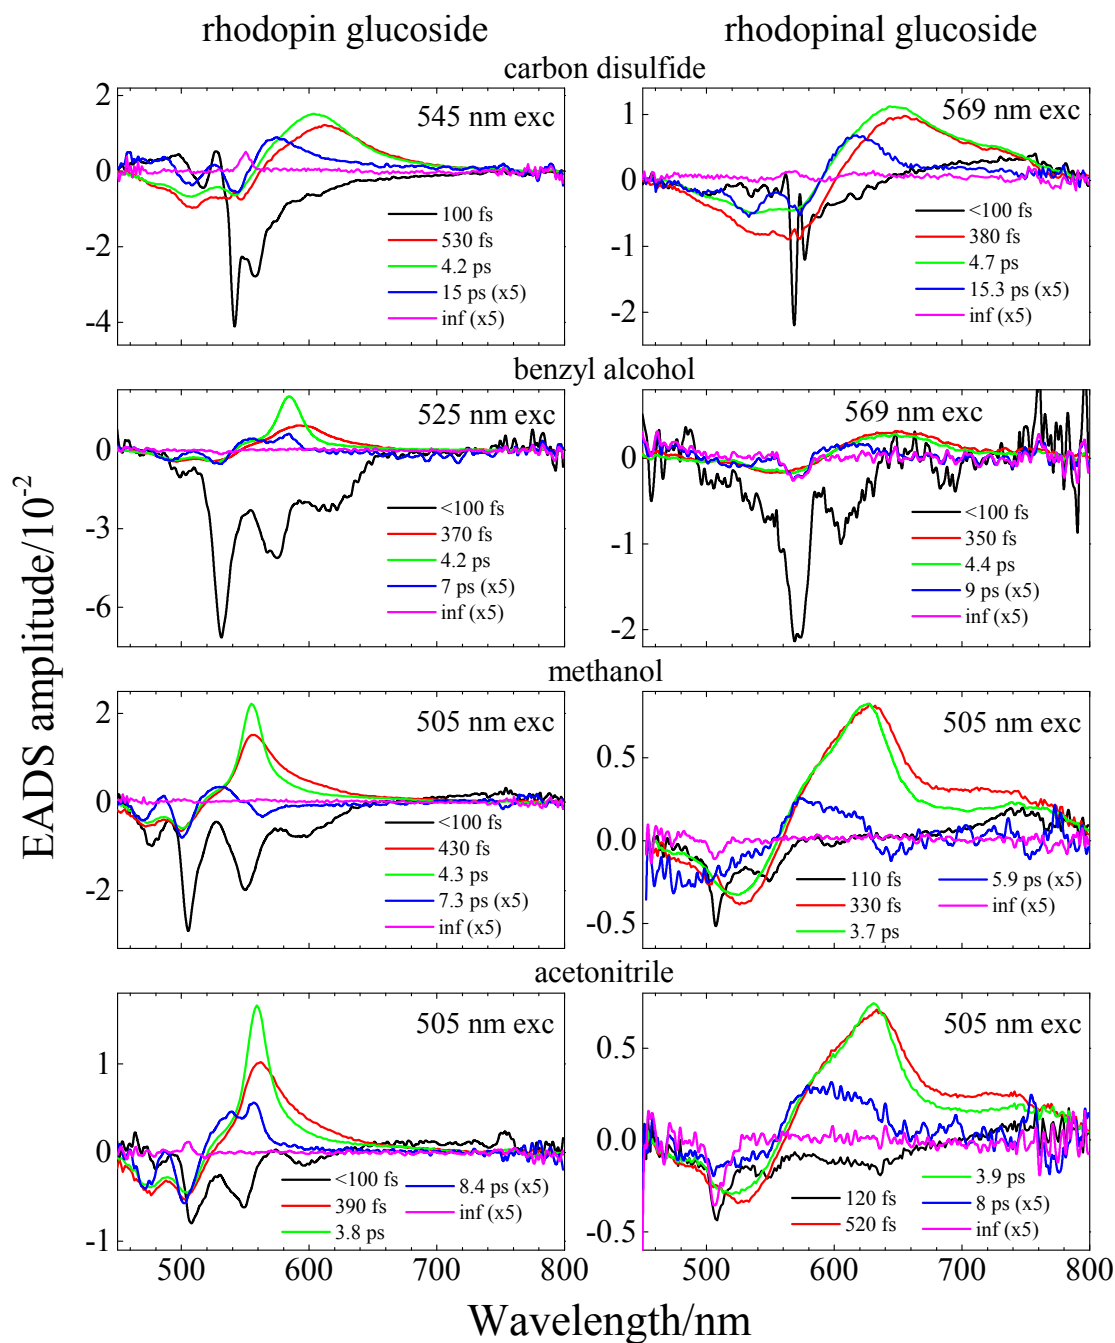 rhodopin glucoside
rhodopinal glucoside
carbon disulfide
2
0
-2
-4
545 nm exc
100 fs
530 fs
4.2 ps
15 ps (x5)
inf (x5)
1
0
-1
-2
569 nm exc
<100 fs
380 fs
4.7 ps
15.3 ps (x5)
inf (x5)
benzyl alcohol
0
-3
-6
525 nm exc
<100 fs
370 fs
4.2 ps
7 ps (x5)
inf (x5)
0
-1
-2
569 nm exc
<100 fs
350 fs
4.4 ps
9 ps (x5)
inf (x5)
methanol
2
0
-2
505 nm exc
<100 fs
430 fs
4.3 ps
7.3 ps (x5)
inf (x5)
0.5
0.0
-0.5
505 nm exc
110 fs
330 fs
3.7 ps
5.9 ps (x5)
inf (x5)
acetonitrile
1
0
-1
505 nm exc
<100 fs
390 fs
3.8 ps
8.4 ps (x5)
inf (x5)
500
600
700
800
0.5
0.0
-0.5
505 nm exc
120 fs
520 fs
3.9 ps
8 ps (x5)
inf (x5)
500
600
700
800
EADS amplitude/10⁻²
Wavelength/nm